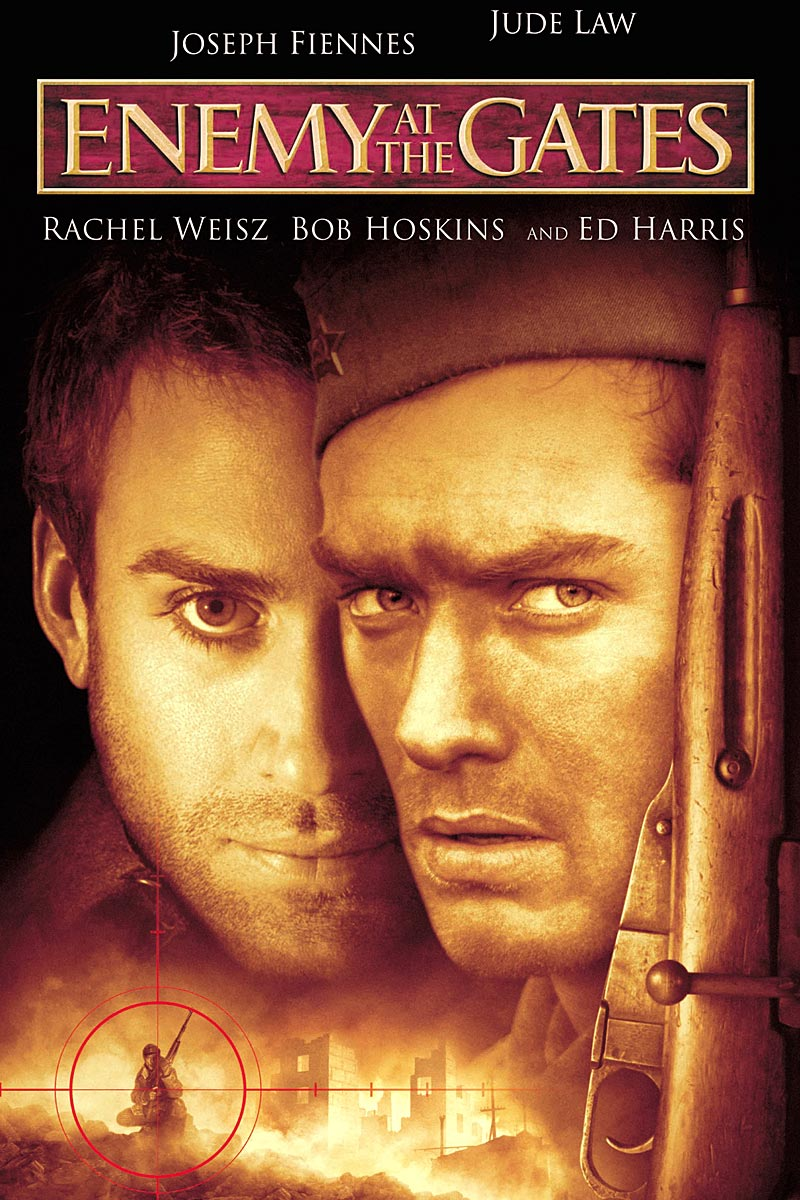 JUDE LAW
JOSEPH FIENNES
ENEMY AT THE GATES
RACHEL WEISZ BOB HOSKINS AND ED HARRIS